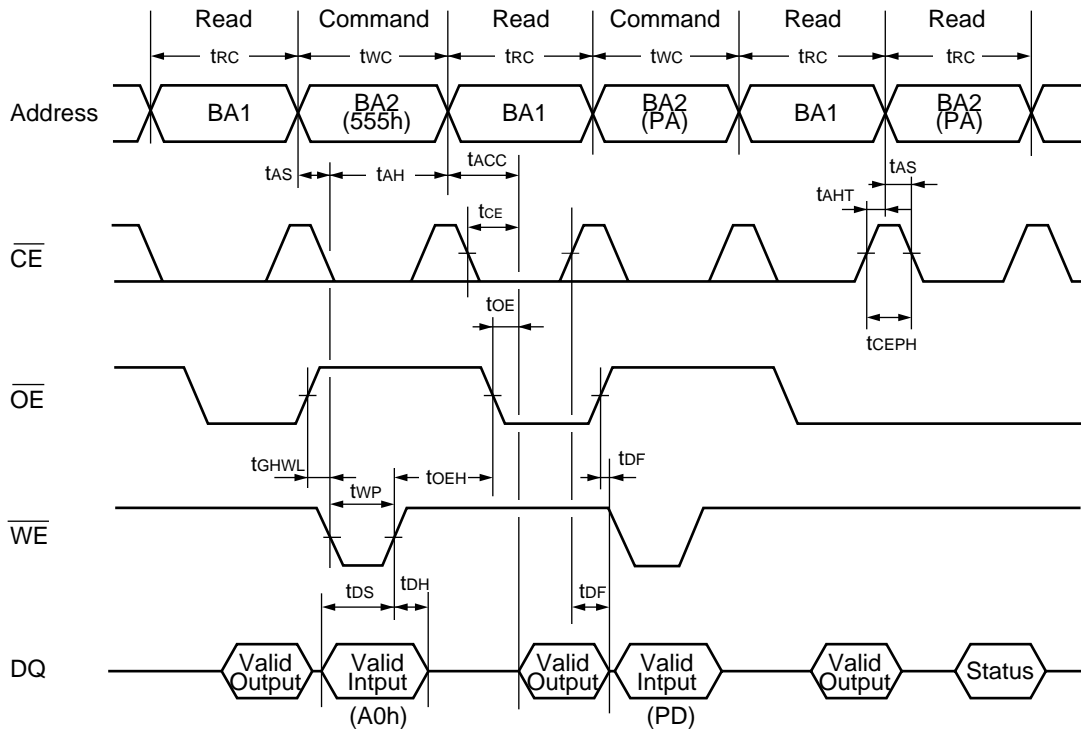 Read Command Read Command Read Read
tRC tWC tRC tWC tRC tRC
Address BA1 BA2 BA1 BA2 BA1 BA2
(555h) (PA) (PA)
tACC tAS
tAS tAH
tAHT
tCE
CE
tOE
tCEPH
OE
tDF
tGHWL tOEH
tWP
WE
tDS tDH tDF
DQ Valid Valid Valid Valid Valid Status
Output Intput Output Intput Output
(A0h) (PD)